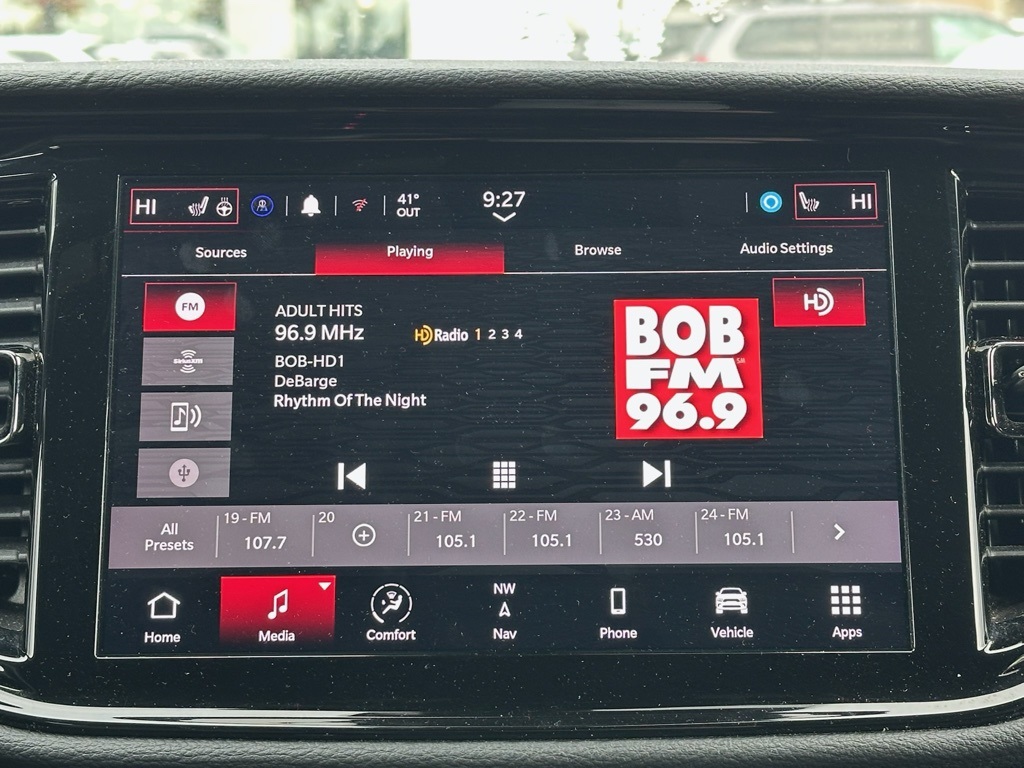 HI
41°
OUT
9:27
HI
Sources
Playing
Browse
Audio Settings
FM
SiriusXM
ADULT HITS
96.9 MHz
HD Radio 1 2 3 4
BOB-HD1
DeBarge
Rhythm Of The Night
BOB
FM
96.9
HD
All
Presets
19 - FM
107.7
20
21 - FM
105.1
22 - FM
105.1
23 - AM
530
24 - FM
105.1
Home
Media
Comfort
NW
Nav
Phone
Vehicle
Apps